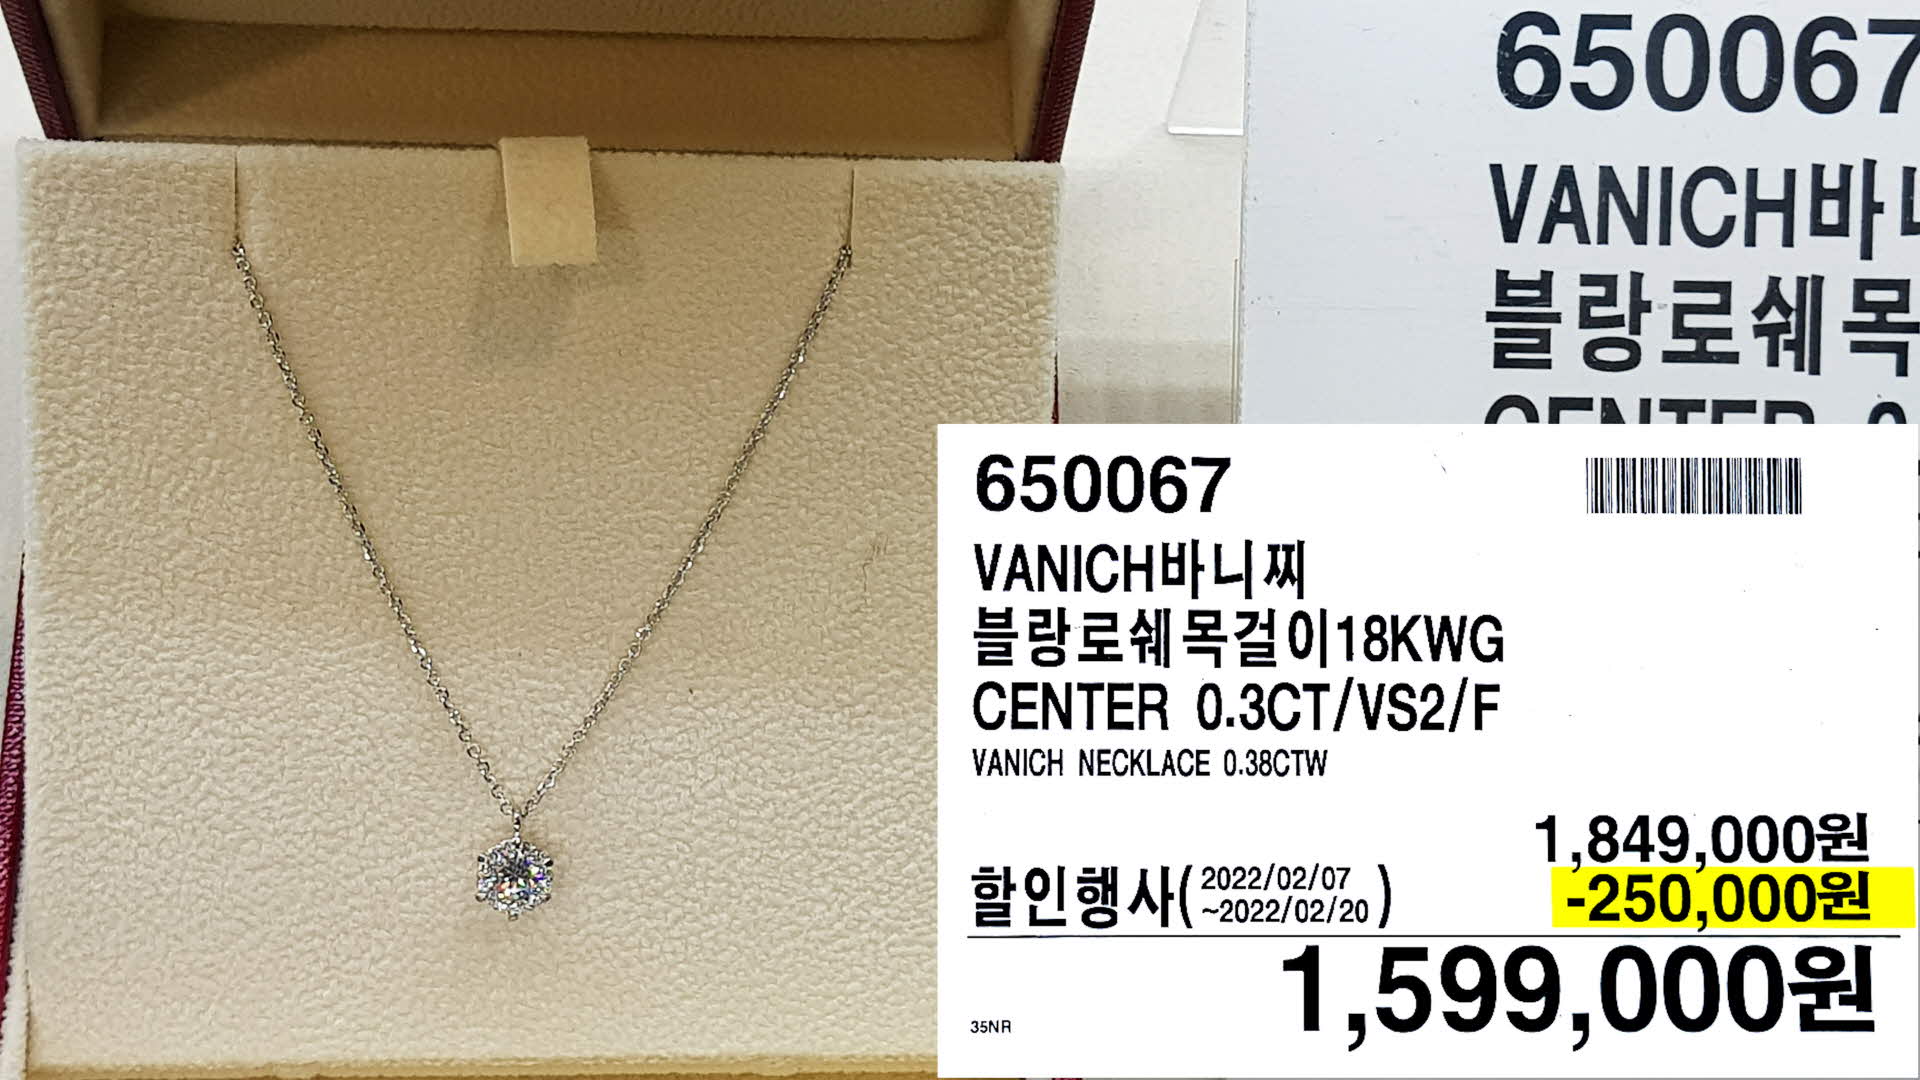 650067
VANICH바니
블랑로쉐목
CENTER 0
650067
VANICH바니찌
블랑로쉐목걸이18KWG
CENTER 0.3CT/VS2/F
VANICH NECKLACE 0.38CTW
1,849,000원
할인행사(2022/02/07 ~2022/02/20) -250,000원
1,599,000원
35NR